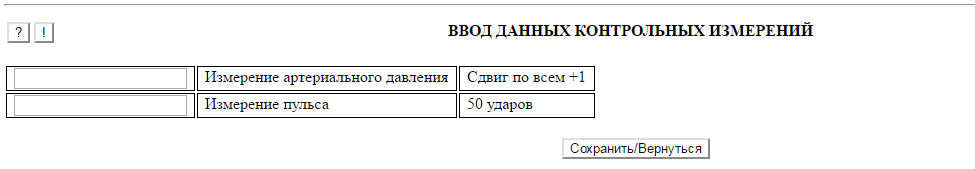 ? ! ВВОД ДАННЫХ КОНТРОЛЬНЫХ ИЗМЕРЕНИЙ
Измерение артериального давления Сдвиг по всем +1
Измерение пульса 50 ударов
Сохранить/Вернуться